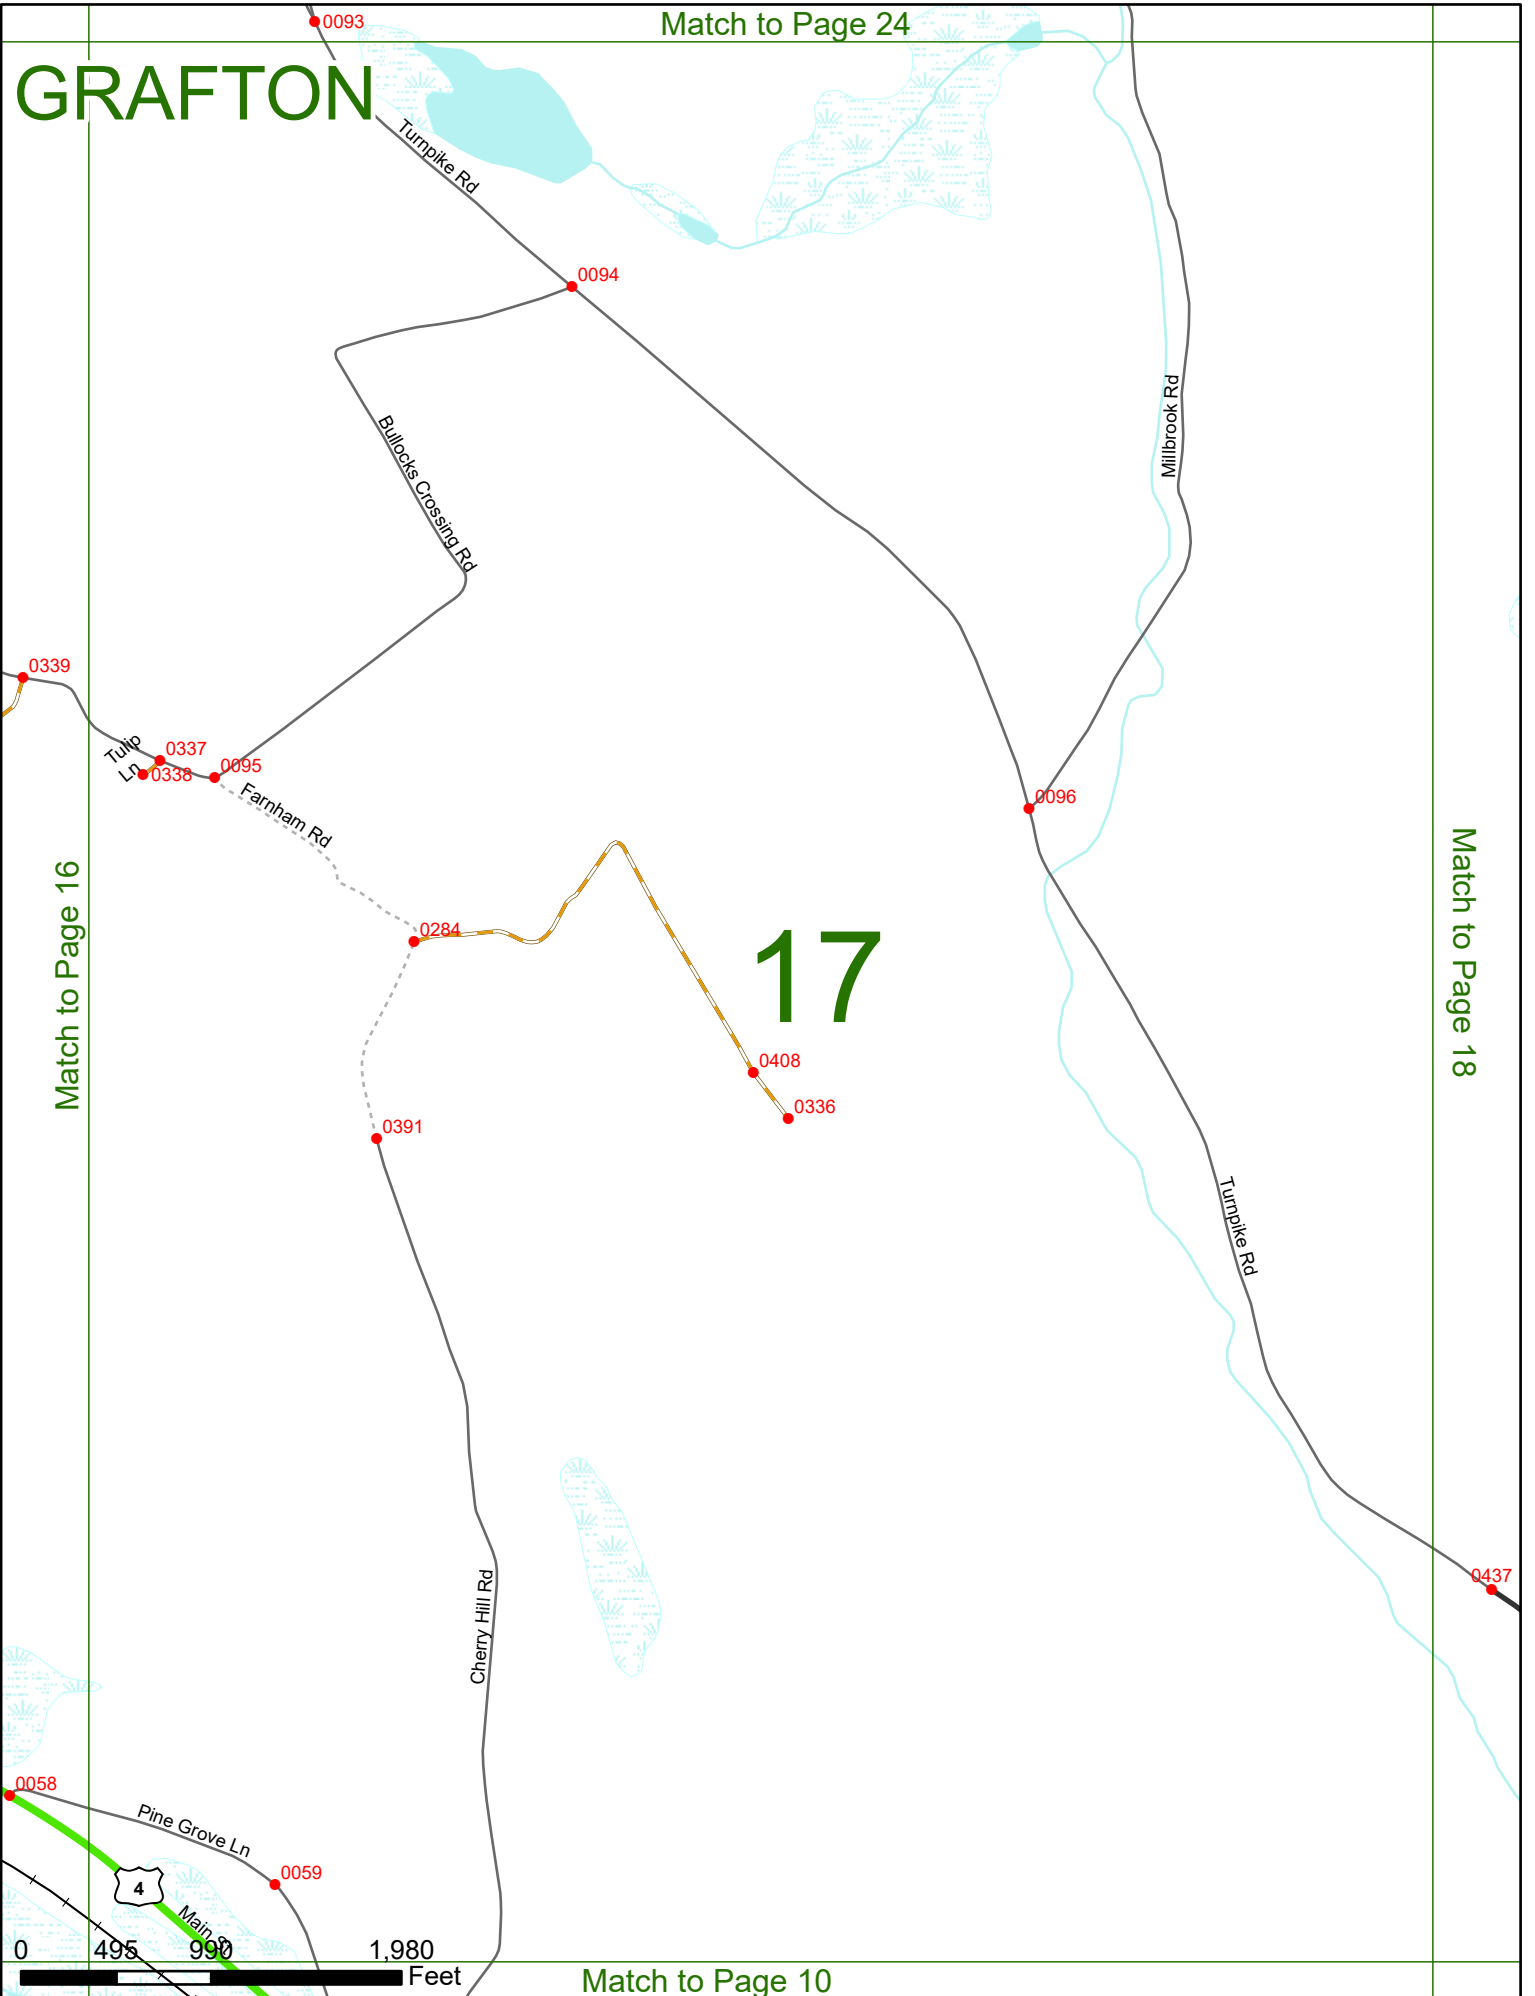 0093
Match to Page 24
GRAFTON
Turnpike Rd
0094
Millbrook Rd
Bullocks Crossing Rd
0339
Tulip
Ln
0337
0338
0095
Farnham Rd
0096
Match to Page 16
Match to Page 18
0284
17
0408
0336
0391
Turnpike Rd
0437
Cherry Hill Rd
0058
Pine Grove Ln
0059
4
Main St
0 495 990 1,980
Feet
Match to Page 10